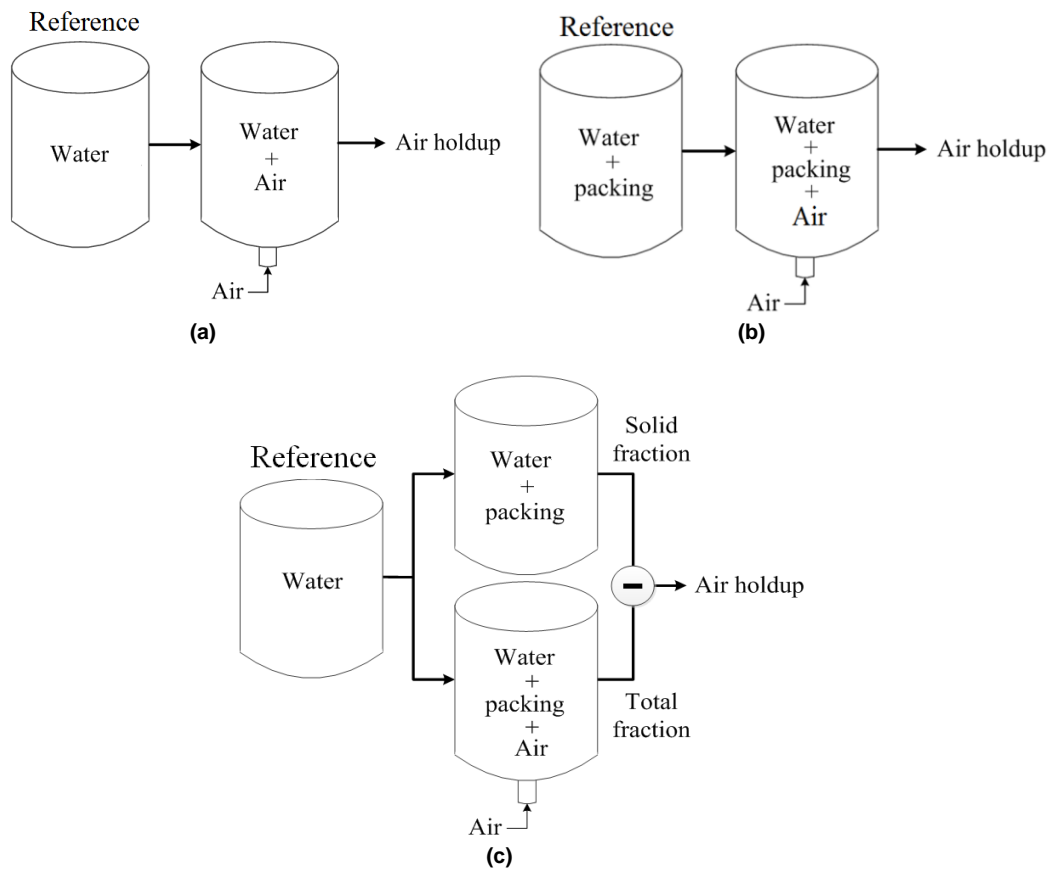 Reference
Water
Water
+
Air
Air holdup
Air
(a)
Reference
Water
+
packing
Water
+
packing
+
Air
Air holdup
Air
(b)
Reference
Water
Water
+
packing
Solid
fraction
Air holdup
Water
+
packing
+
Air
Total
fraction
Air
(c)